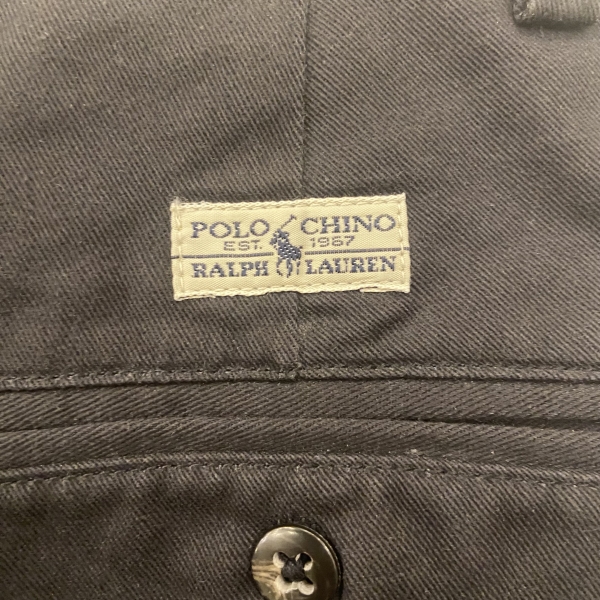 POLO CHINO
EST. 1967
RALPH LAUREN